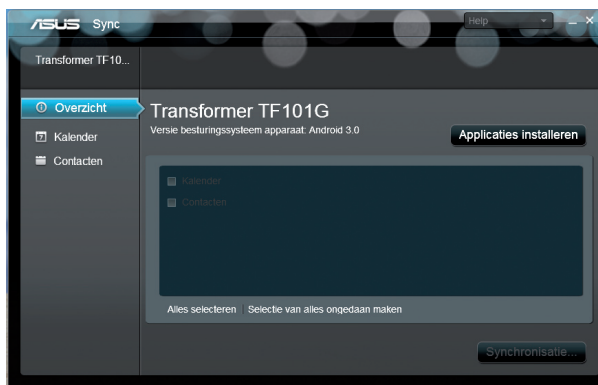 ASUS Sync
Help
Transformer TF10...
Overzicht
Kalender
Contacten
Transformer TF101G
Versie besturingssysteem apparaat: Android 3.0
Applicaties installeren
Kalender
Contacten
Alles selecteren | Selectie van alles ongedaan maken
Synchronisatie...